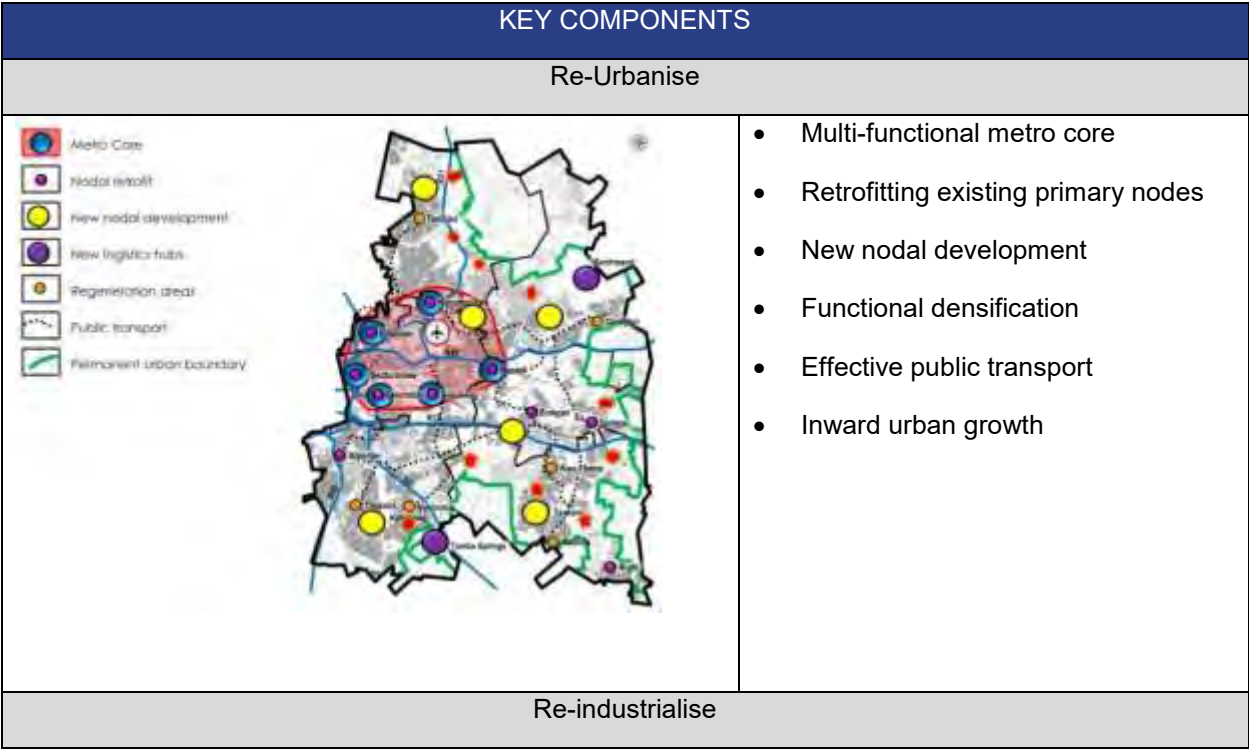 KEY COMPONENTS
Re-Urbanise
Metro Core
Nodal retrofit
New nodal development
New logistics hubs
Regeneration areas
Public transport
Permanent urban boundary
• Multi-functional metro core
• Retrofitting existing primary nodes
• New nodal development
• Functional densification
• Effective public transport
• Inward urban growth
Re-industrialise